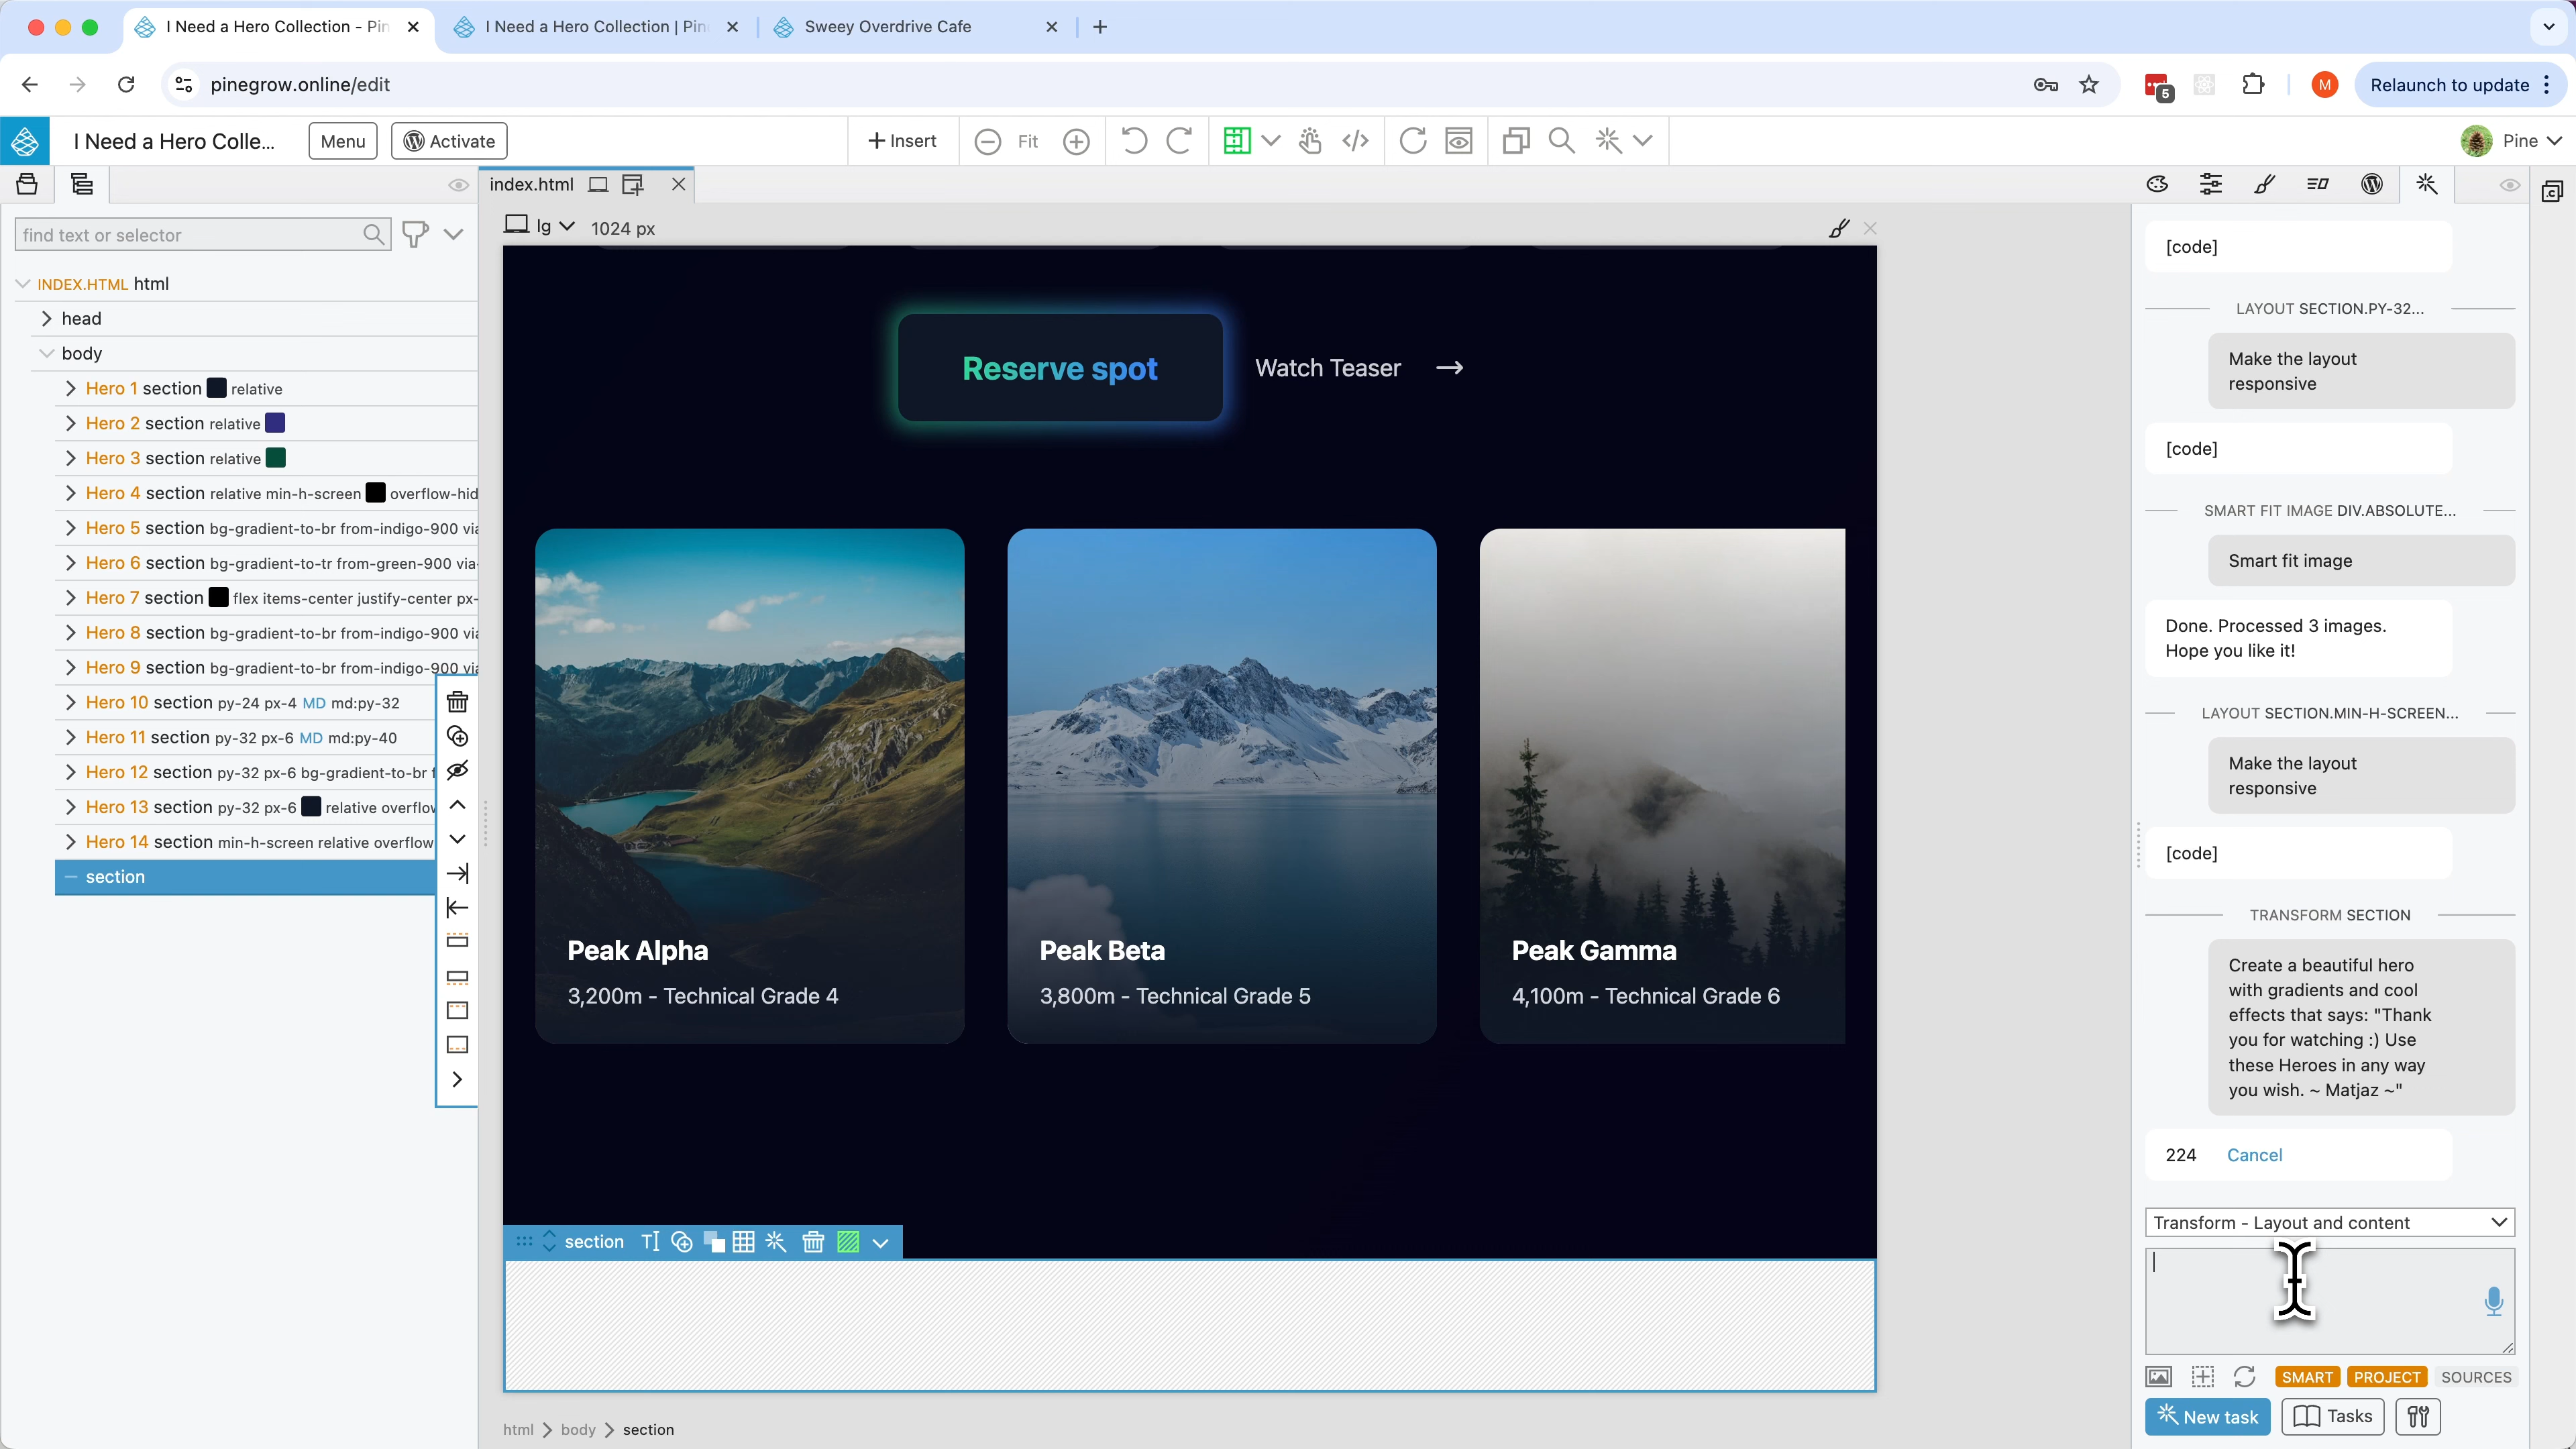 I Need a Hero Collection - Pin
I Need a Hero Collection | Pin
Sweey Overdrive Cafe
pinegrow.online/edit
5
M
Relaunch to update
I Need a Hero Colle...
Menu
Activate
Insert
Fit
Pine
index.html
find text or selector
lg
1024 px
INDEX.HTML html
head
body
Hero 1 section relative
Hero 2 section relative
Hero 3 section relative
Hero 4 section relative min-h-screen overflow-hid
Hero 5 section bg-gradient-to-br from-indigo-900 via
Hero 6 section bg-gradient-to-tr from-green-900 via-
Hero 7 section flex items-center justify-center px-
Hero 8 section bg-gradient-to-br from-indigo-900 via
Hero 9 section bg-gradient-to-br from-indigo-900 via
Hero 10 section py-24 px-4 MD md:py-32
Hero 11 section py-32 px-6 MD md:py-40
Hero 12 section py-32 px-6 bg-gradient-to-br f
Hero 13 section py-32 px-6 relative overflow
Hero 14 section min-h-screen relative overflow
section
Reserve spot
Watch Teaser
Peak Alpha
3,200m - Technical Grade 4
Peak Beta
3,800m - Technical Grade 5
Peak Gamma
4,100m - Technical Grade 6
section
html
body
section
[code]
LAYOUT SECTION.PY-32...
Make the layout
responsive
[code]
SMART FIT IMAGE DIV.ABSOLUTE...
Smart fit image
Done. Processed 3 images.
Hope you like it!
LAYOUT SECTION.MIN-H-SCREEN...
Make the layout
responsive
[code]
TRANSFORM SECTION
Create a beautiful hero
with gradients and cool
effects that says: "Thank
you for watching :) Use
these Heroes in any way
you wish. ~ Matjaz ~"
224
Cancel
Transform - Layout and content
SMART
PROJECT
SOURCES
New task
Tasks